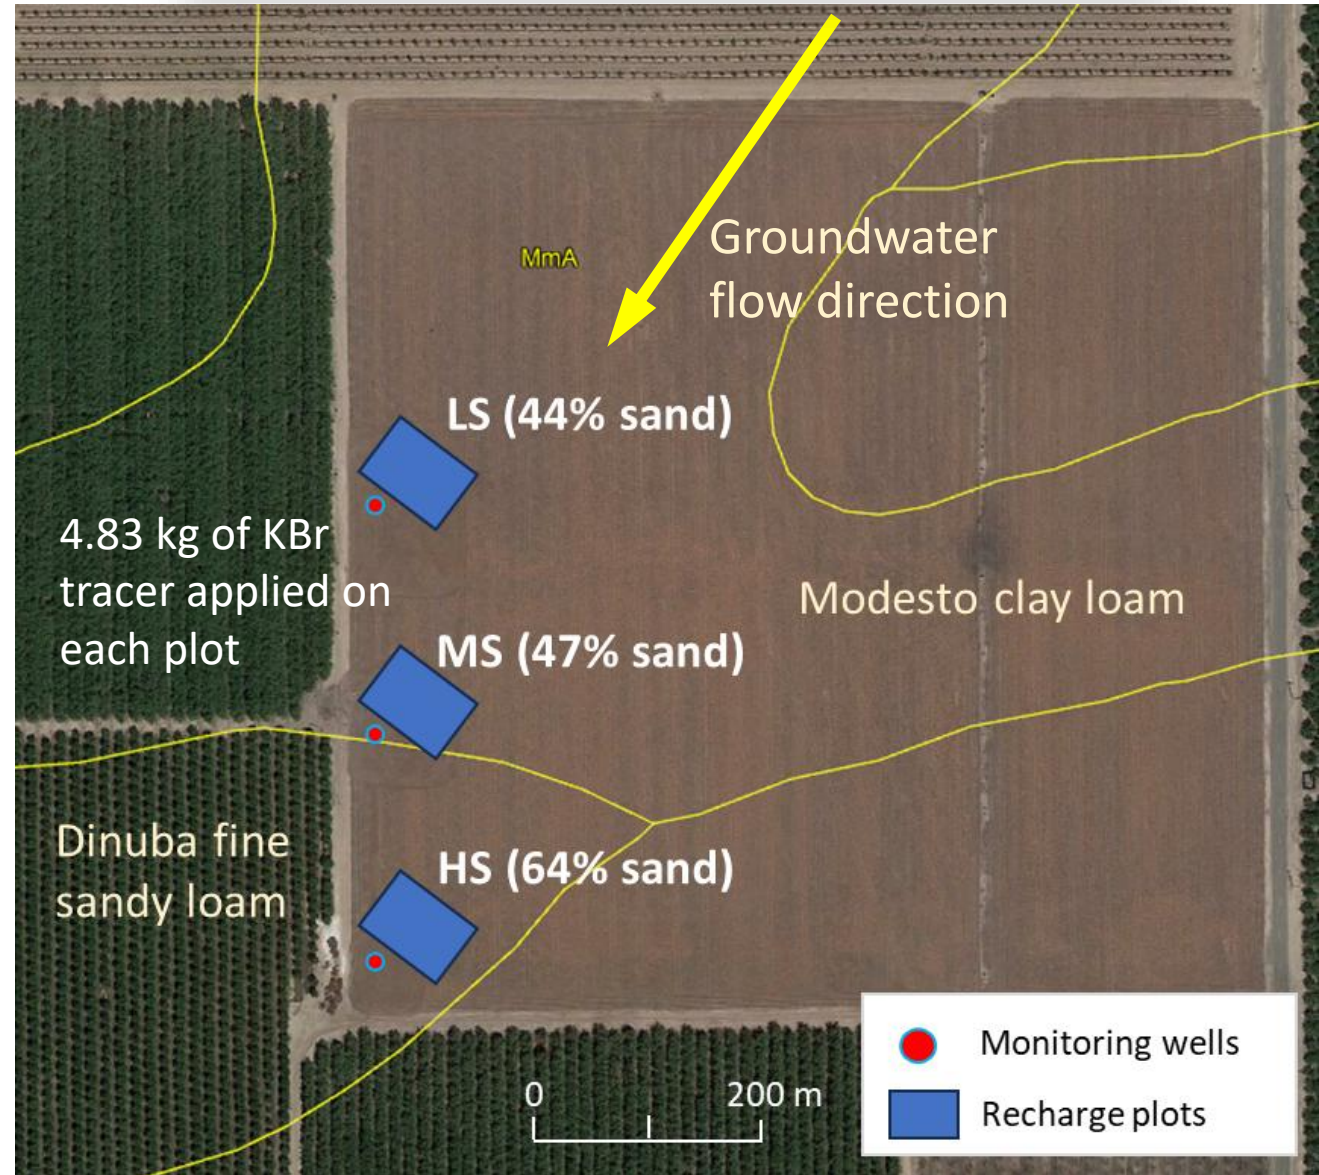 Groundwater
flow direction
MmA
LS (44% sand)
4.83 kg of KBr
tracer applied on
each plot
Modesto clay loam
MS (47% sand)
Dinuba fine
sandy loam
HS (64% sand)
0 200 m
Monitoring wells
Recharge plots